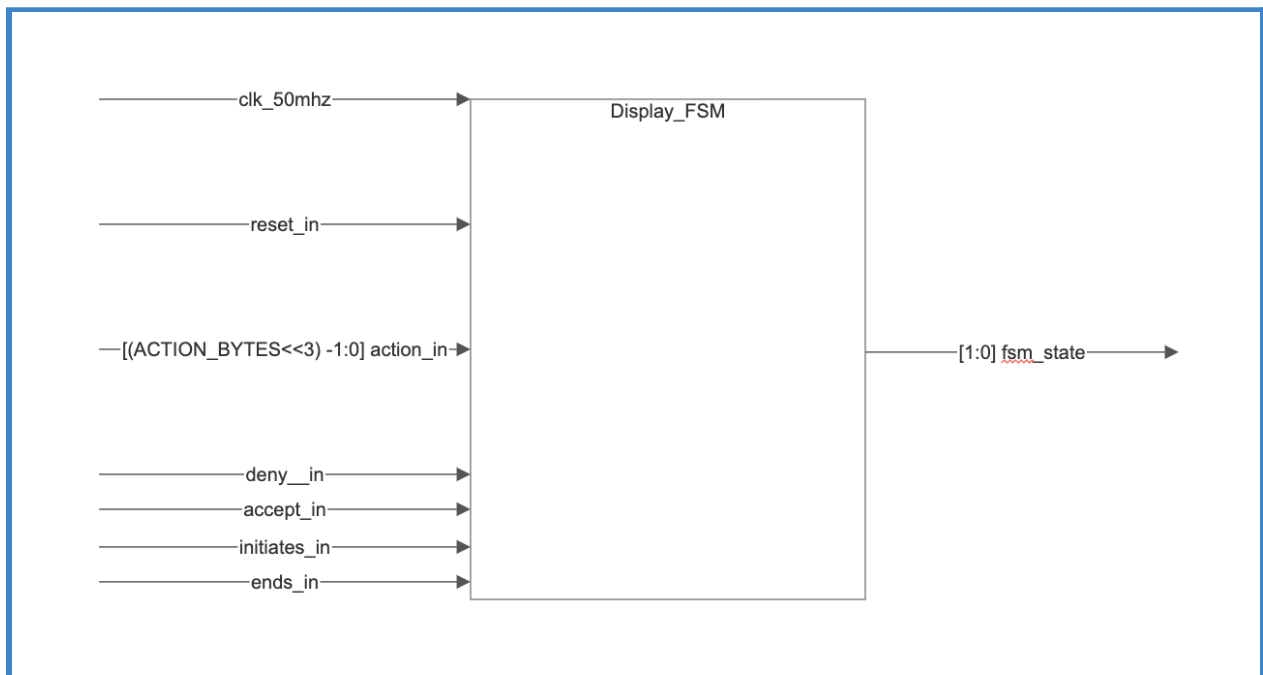 clk_50mhz
Display_FSM
reset_in
[(ACTION_BYTES<<3) -1:0] action_in
[1:0] fsm_state
deny__in
accept_in
initiates_in
ends_in